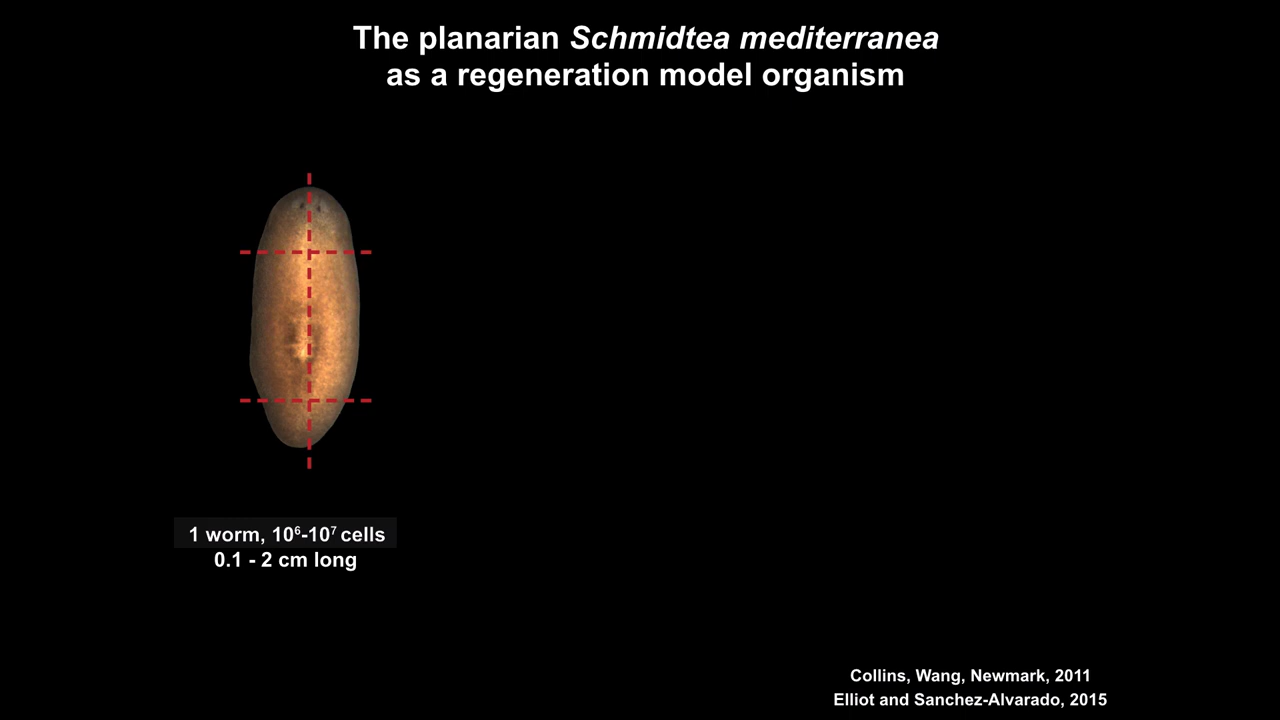 The planarian Schmidtea mediterranea
as a regeneration model organism
1 worm, 10⁶-10⁷ cells
0.1 - 2 cm long
Collins, Wang, Newmark, 2011
Elliot and Sanchez-Alvarado, 2015